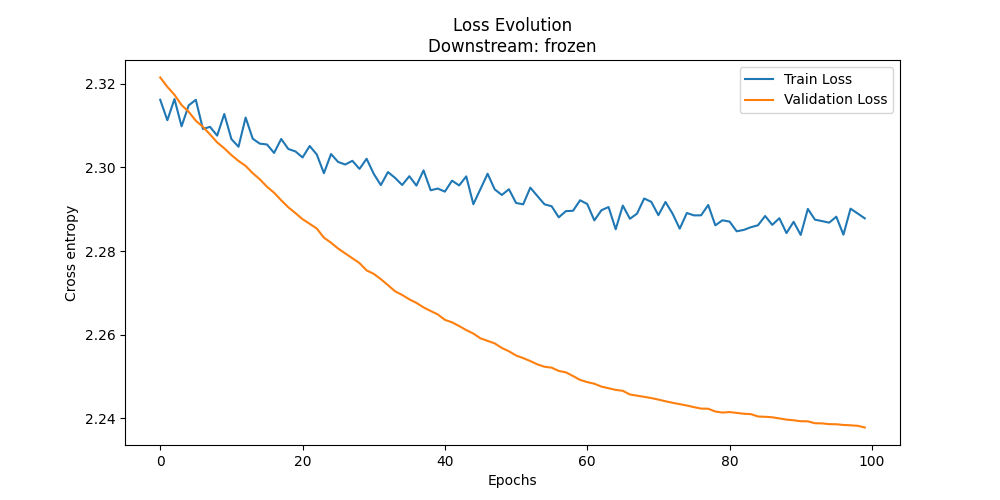 Loss Evolution
Downstream: frozen
Train Loss
Validation Loss
2.32
2.30
2.28
2.26
2.24
Cross entropy
0
20
40
60
80
100
Epochs